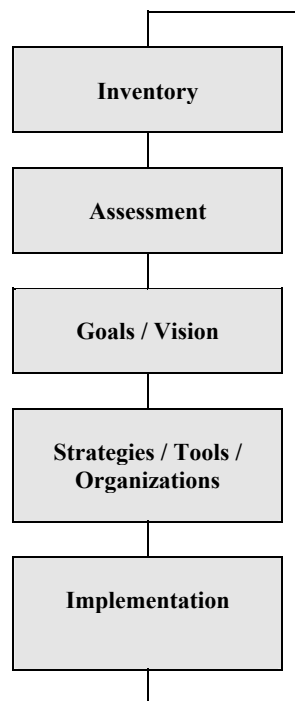 Inventory
Assessment
Goals / Vision
Strategies / Tools /
Organizations
Implementation